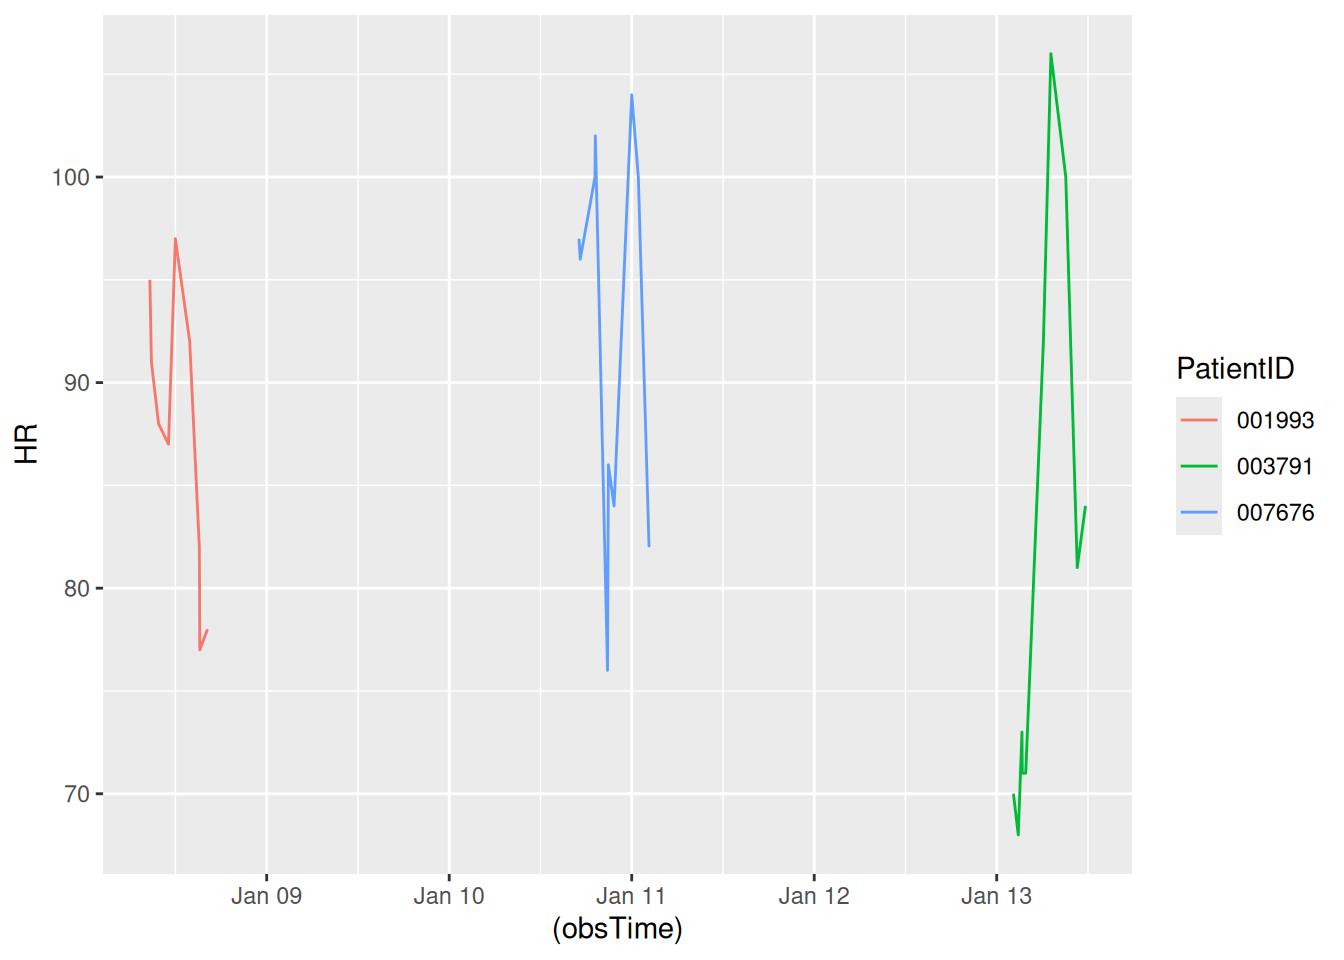 HR
100
90
80
70
Jan 09
Jan 10
Jan 11
Jan 12
Jan 13
(obsTime)
PatientID
001993
003791
007676